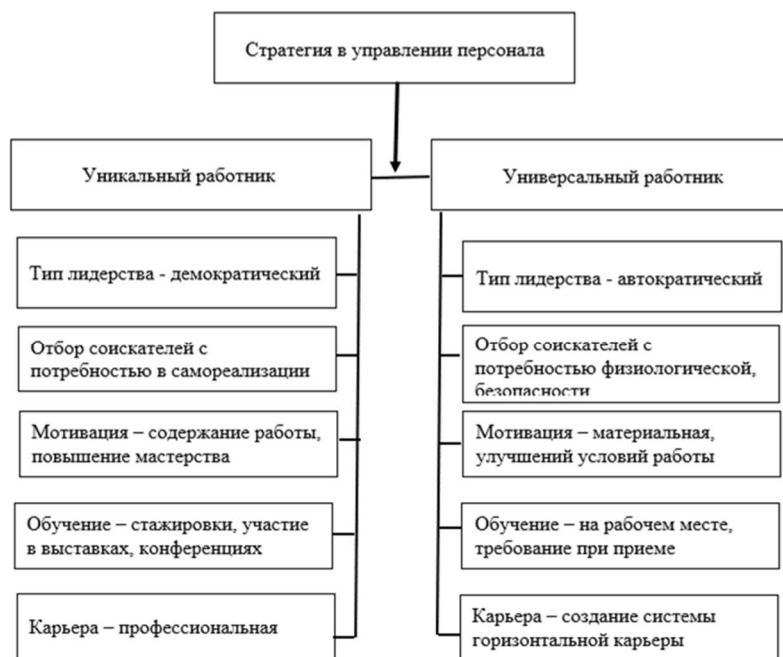 Стратегия в управлении персонала
Уникальный работник
Тип лидерства - демократический
Отбор соискателей с
потребностью в самореализации
Мотивация – содержание работы,
повышение мастерства
Обучение – стажировки, участие
в выставках, конференциях
Карьера – профессиональная
Универсальный работник
Тип лидерства - автократический
Отбор соискателей с
потребностью физиологической,
безопасности
Мотивация – материальная,
улучшений условий работы
Обучение – на рабочем месте,
требование при приеме
Карьера – создание системы
горизонтальной карьеры